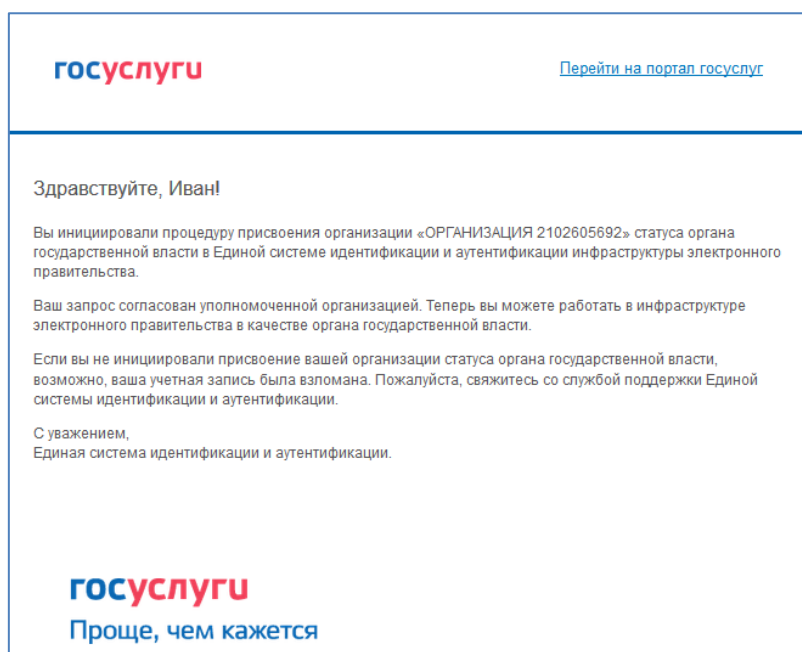 госуслуги
Перейти на портал госуслуг
Здравствуйте, Иван!
Вы инициировали процедуру присвоения организации «ОРГАНИЗАЦИЯ 2102605692» статуса органа
государственной власти в Единой системе идентификации и аутентификации инфраструктуры электронного
правительства.
Ваш запрос согласован уполномоченной организацией. Теперь вы можете работать в инфраструктуре
электронного правительства в качестве органа государственной власти.
Если вы не инициировали присвоение вашей организации статуса органа государственной власти,
возможно, ваша учетная запись была взломана. Пожалуйста, свяжитесь со службой поддержки Единой
системы идентификации и аутентификации.
С уважением,
Единая система идентификации и аутентификации.
госуслуги
Проще, чем кажется